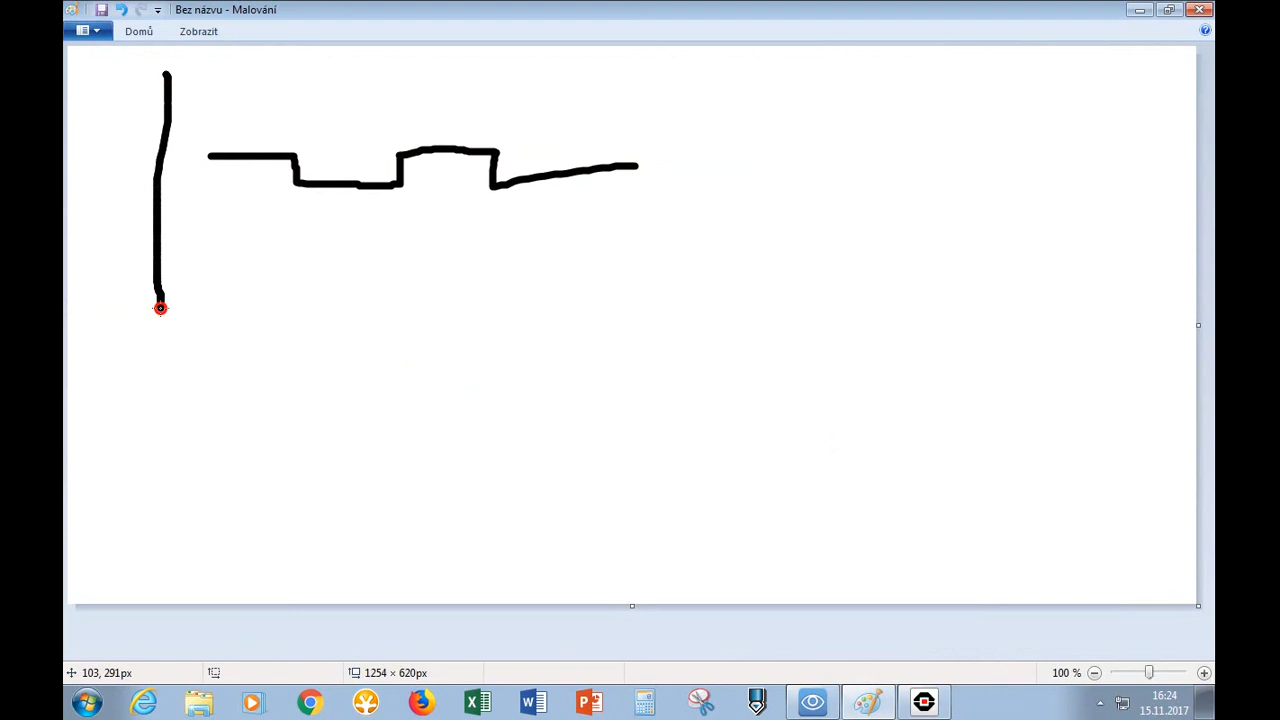 Bez názvu - Malování
Domů
Zobrazit
103, 291px
1254 × 620px
100 %
16:24
15.11.2017